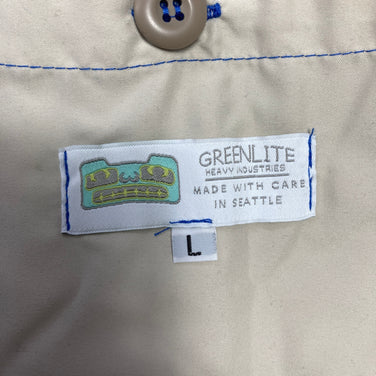 GREENLITE
HEAVY INDUSTRIES
MADE WITH CARE
IN SEATTLE
L